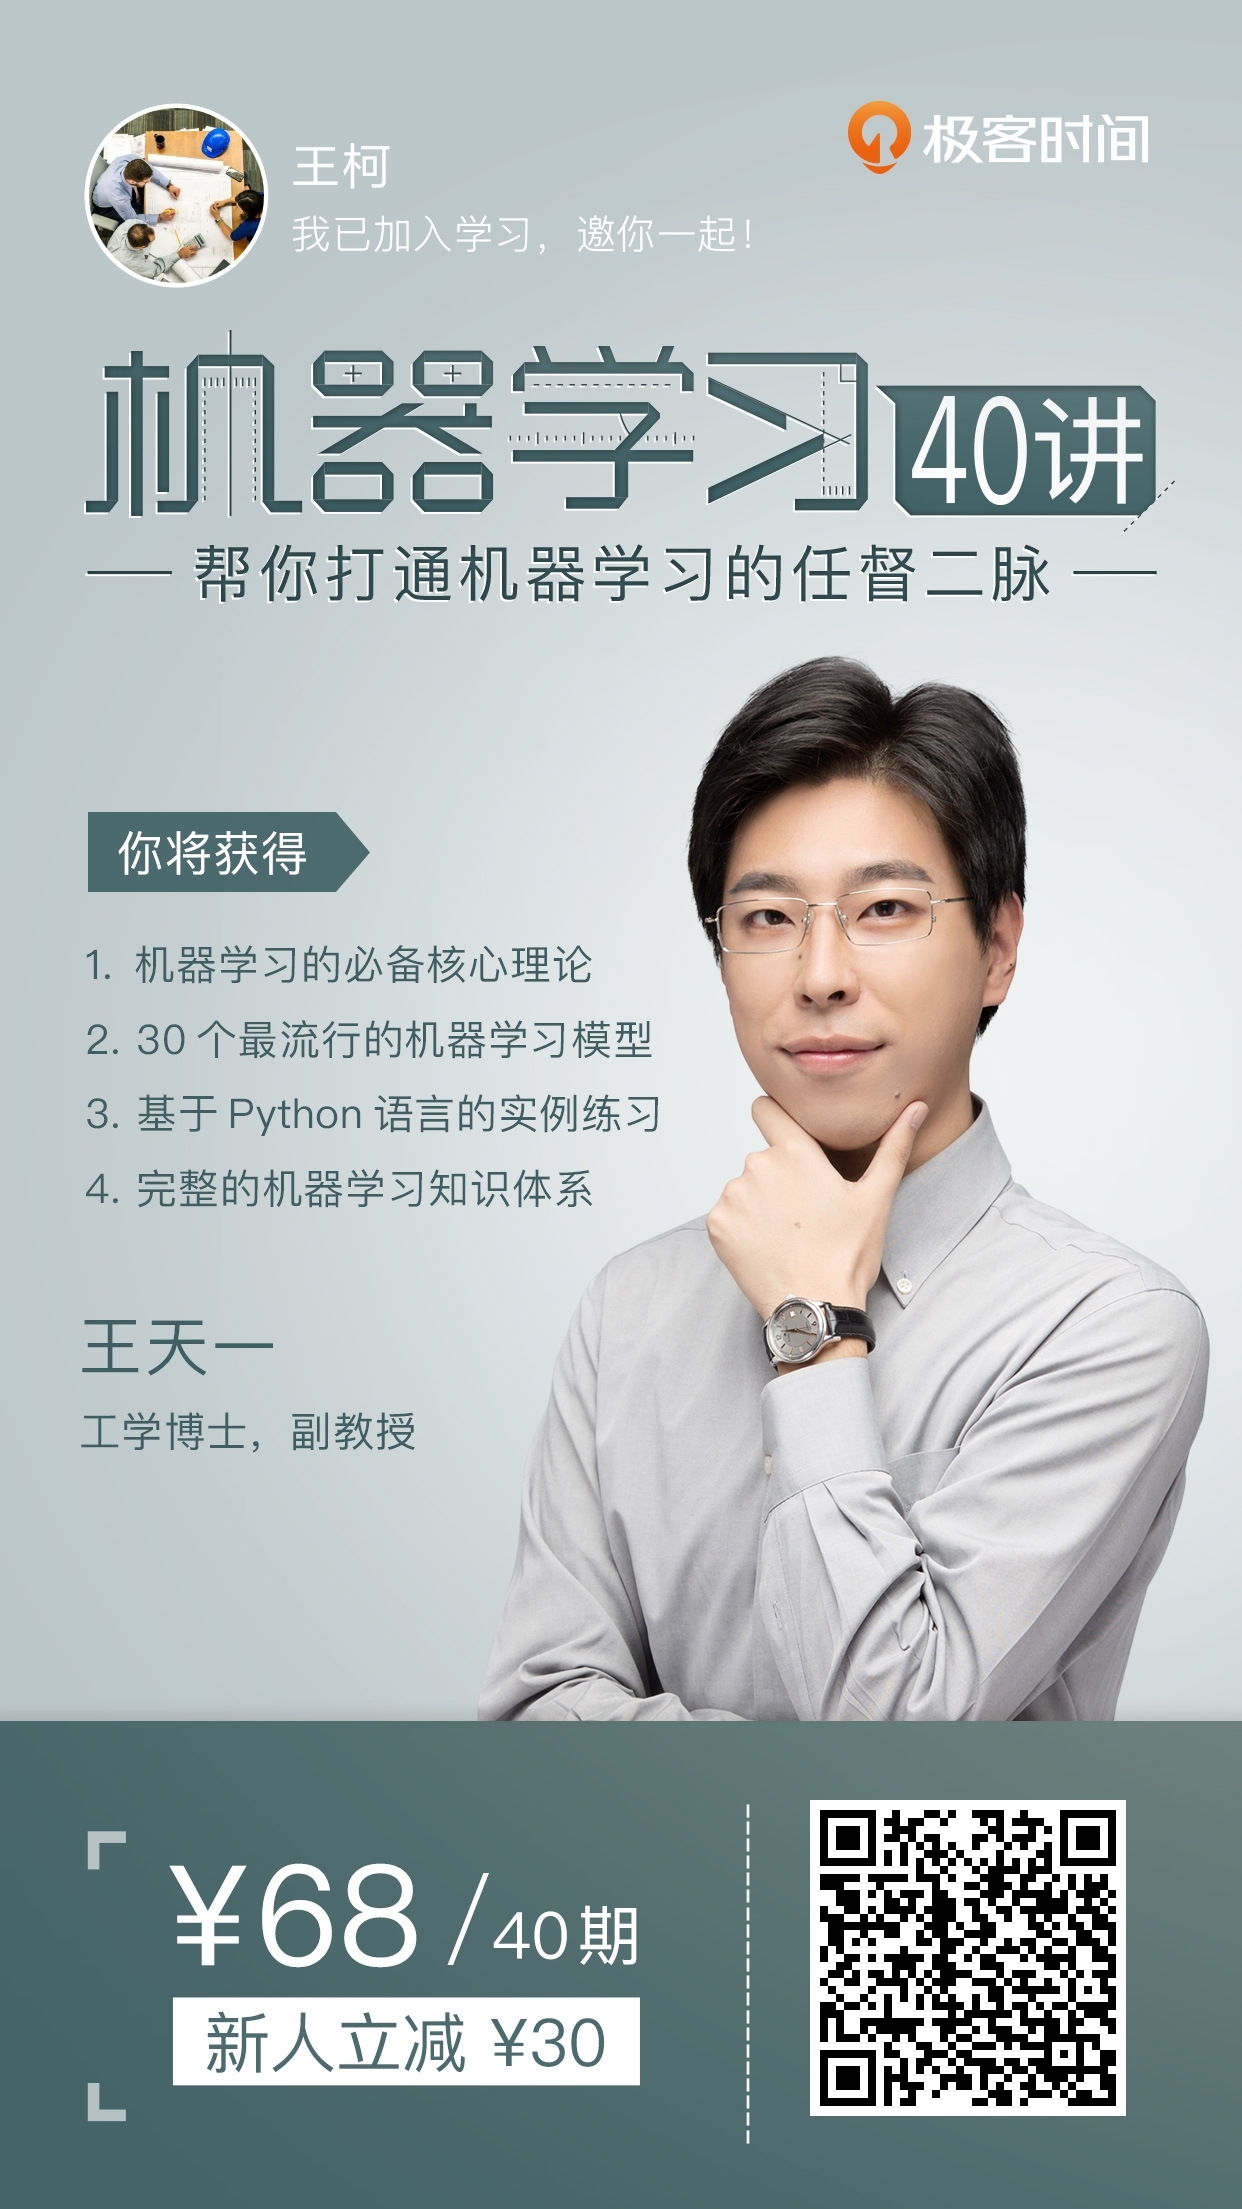 王柯
极客时间
我已加入学习，邀你一起！
机器学习 40讲
帮你打通机器学习的任督二脉
你将获得
1. 机器学习的必备核心理论
2. 30 个最流行的机器学习模型
3. 基于 Python 语言的实例练习
4. 完整的机器学习知识体系
王天一
工学博士，副教授
¥68 /40 期
新人立减 ¥30